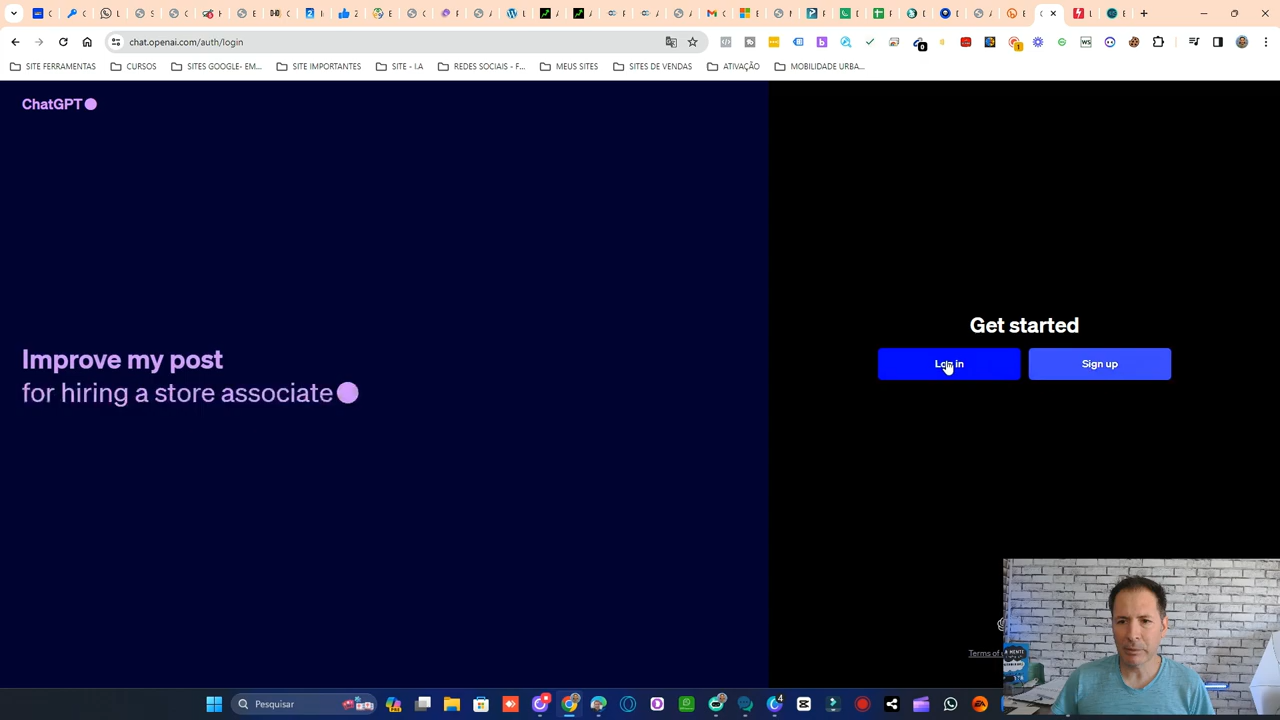 chat.openai.com/auth/login
SITE FERRAMENTAS
CURSOS
SITES GOOGLE- EM...
SITE IMPORTANTES
SITE - I.A
REDES SOCIAIS - F...
MEUS SITES
SITES DE VENDAS
ATIVAÇÃO
MOBILIDADE URBA...
ChatGPT
Get started
Log in
Sign up
Improve my post
for hiring a store associate
Terms of
Pesquisar